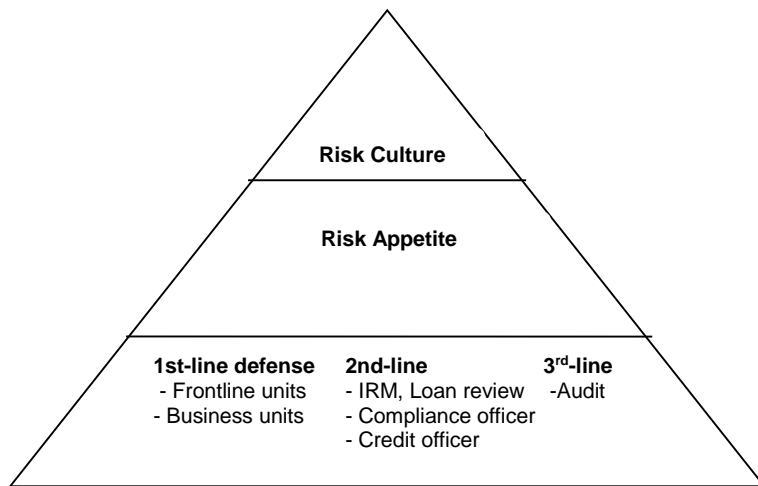 Risk Culture
Risk Appetite
1st-line defense
- Frontline units
- Business units
2nd-line
- IRM, Loan review
- Compliance officer
- Credit officer
3rd-line
-Audit